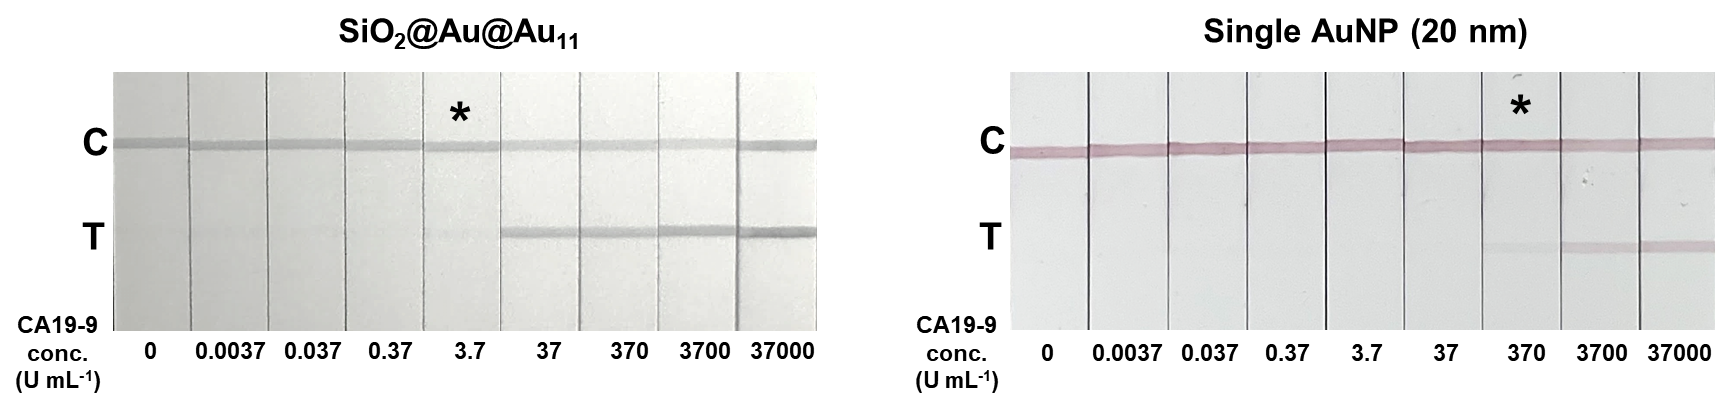 SiO₂@Au@Au₁₁
*
C
T
CA19-9
conc.
(U mL⁻¹)
0 0.0037 0.037 0.37 3.7 37 370 3700 37000
Single AuNP (20 nm)
*
C
T
CA19-9
conc.
(U mL⁻¹)
0 0.0037 0.037 0.37 3.7 37 370 3700 37000